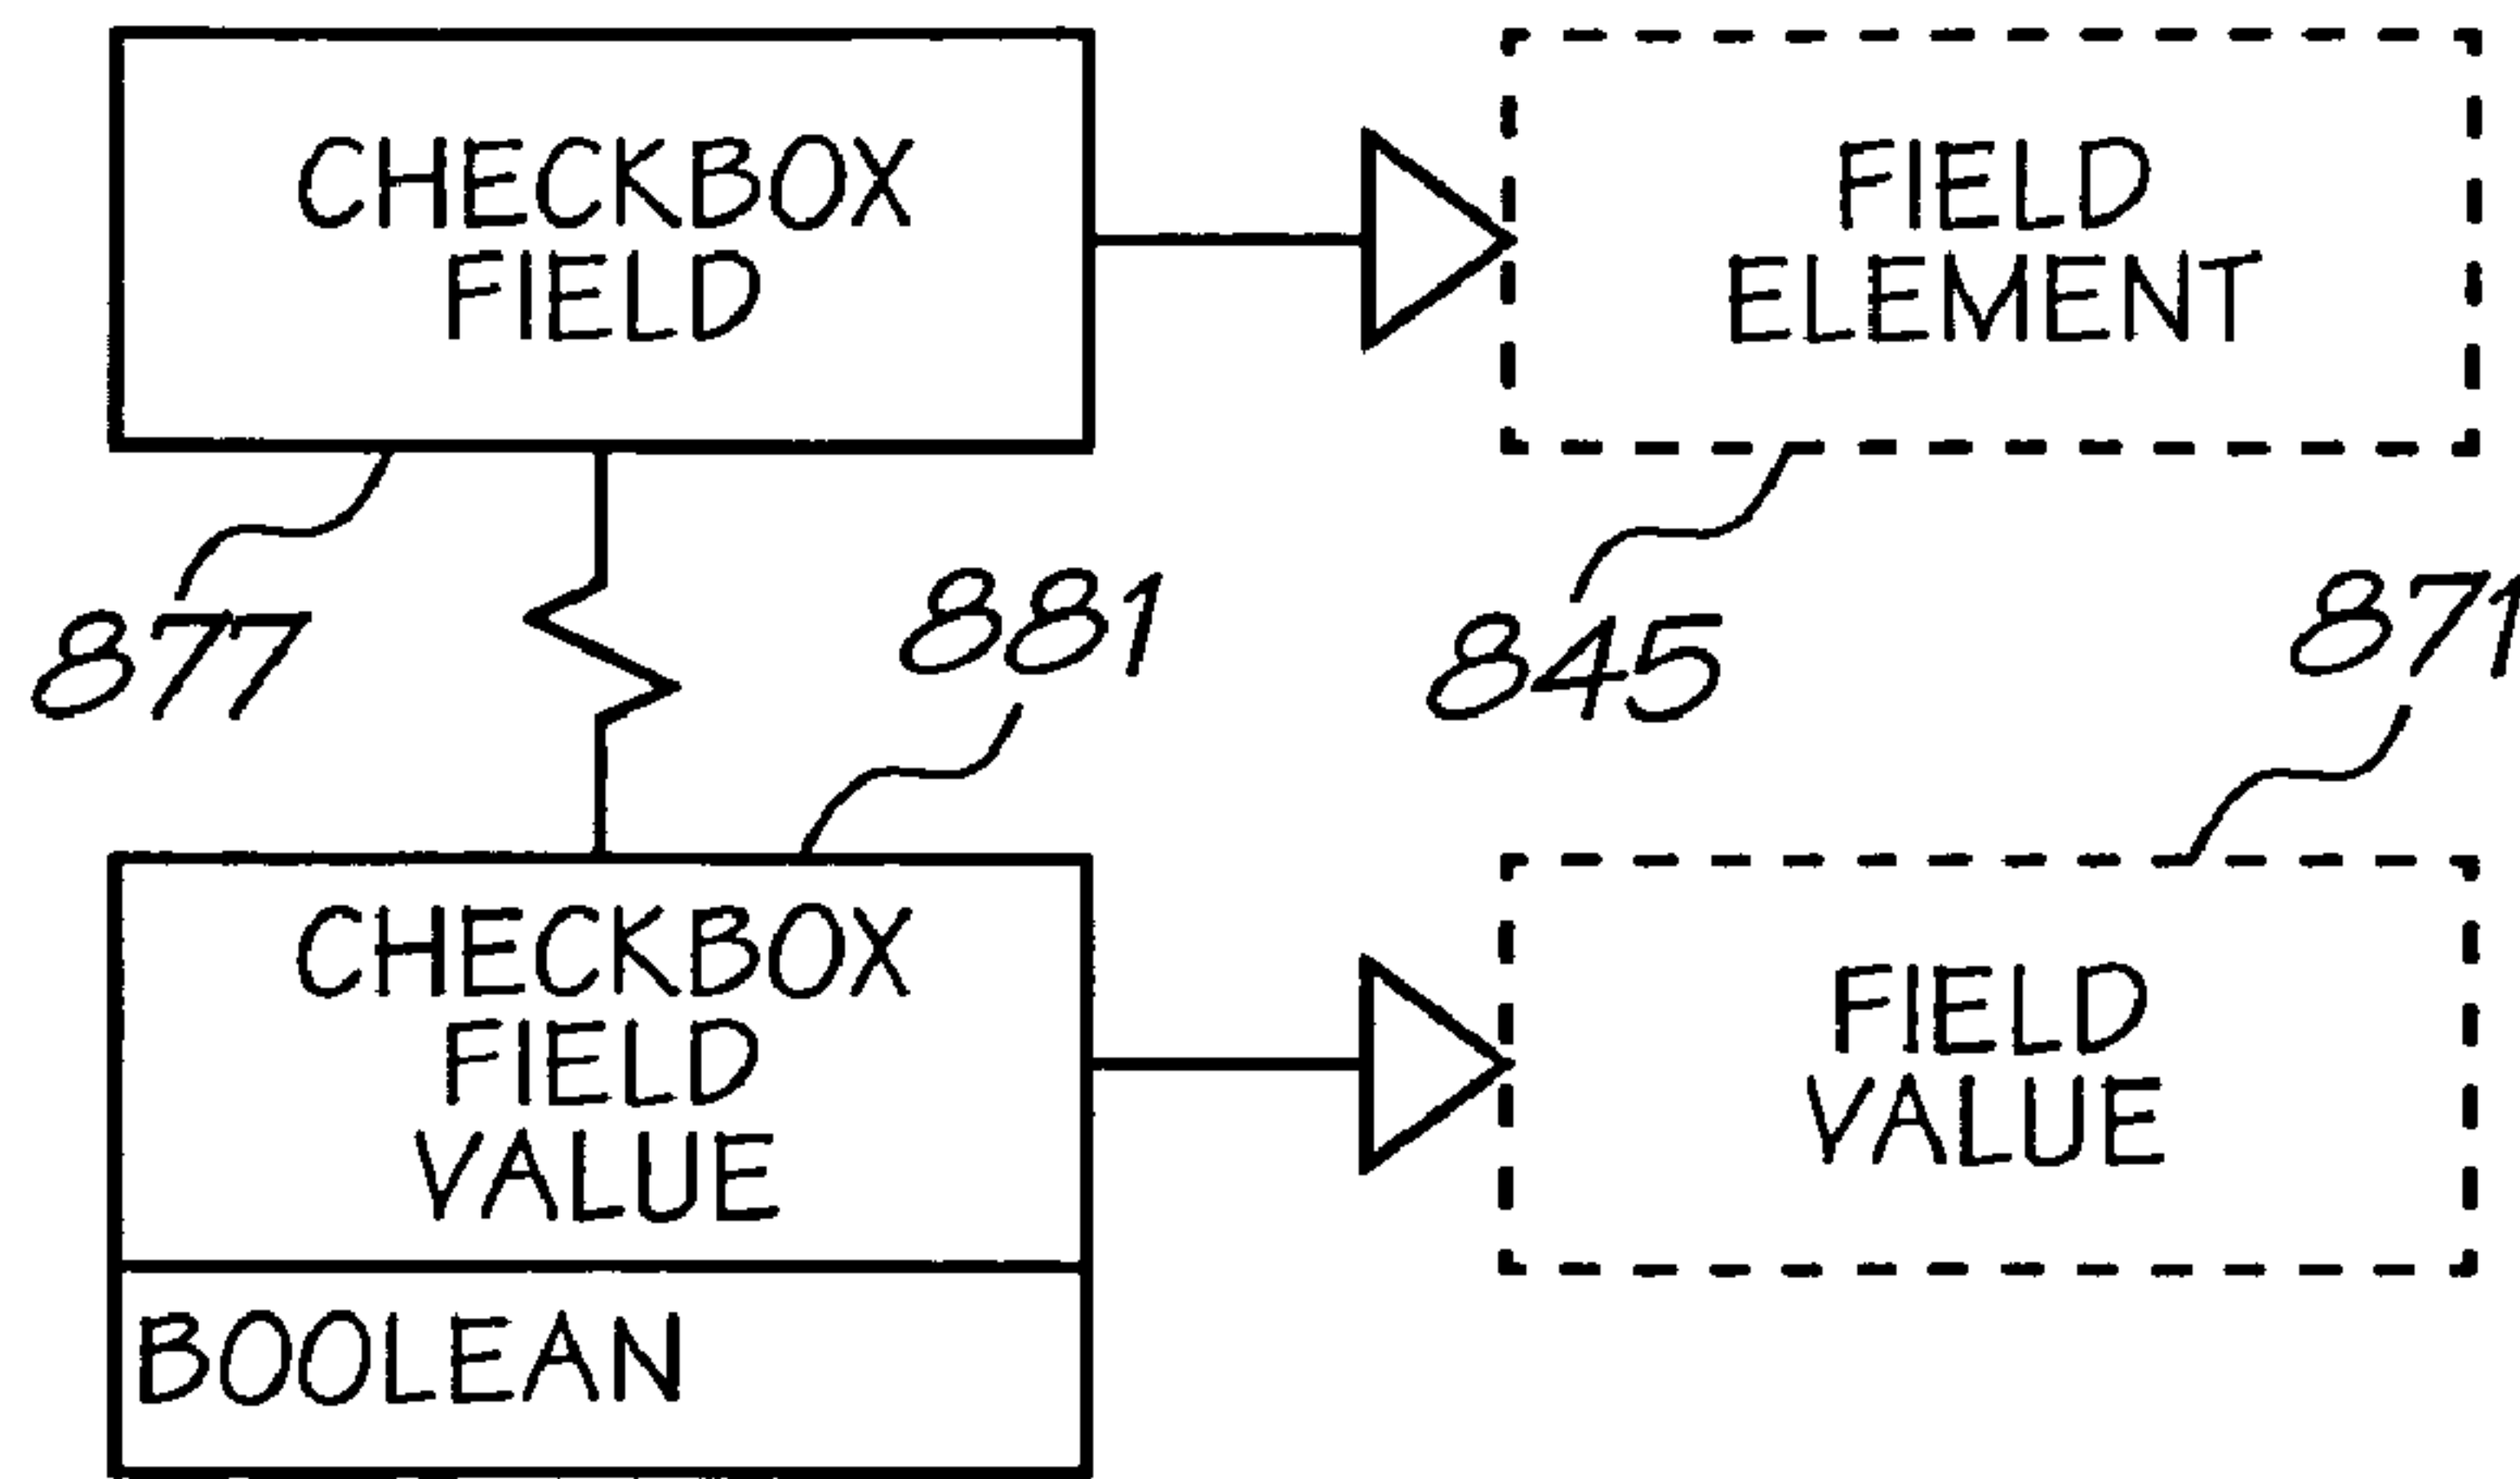 CHECKBOX
FIELD
FIELD
ELEMENT
877
881
845
871
CHECKBOX
FIELD
VALUE
FIELD
VALUE
BOOLEAN